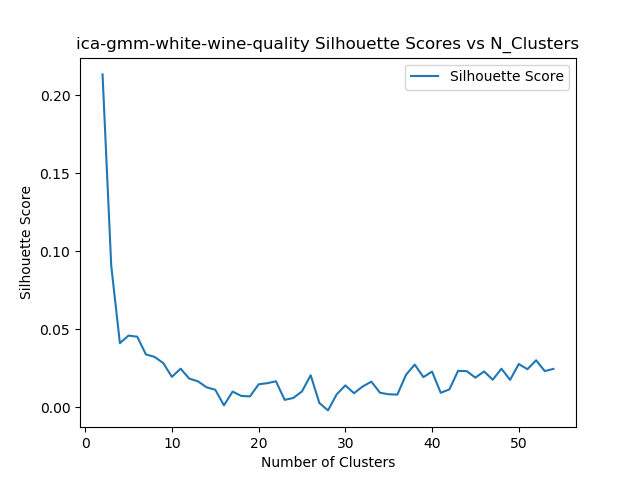 ica-gmm-white-wine-quality Silhouette Scores vs N_Clusters
Silhouette Score
0.20
0.15
0.10
0.05
0.00
Silhouette Score
0 10 20 30 40 50
Number of Clusters